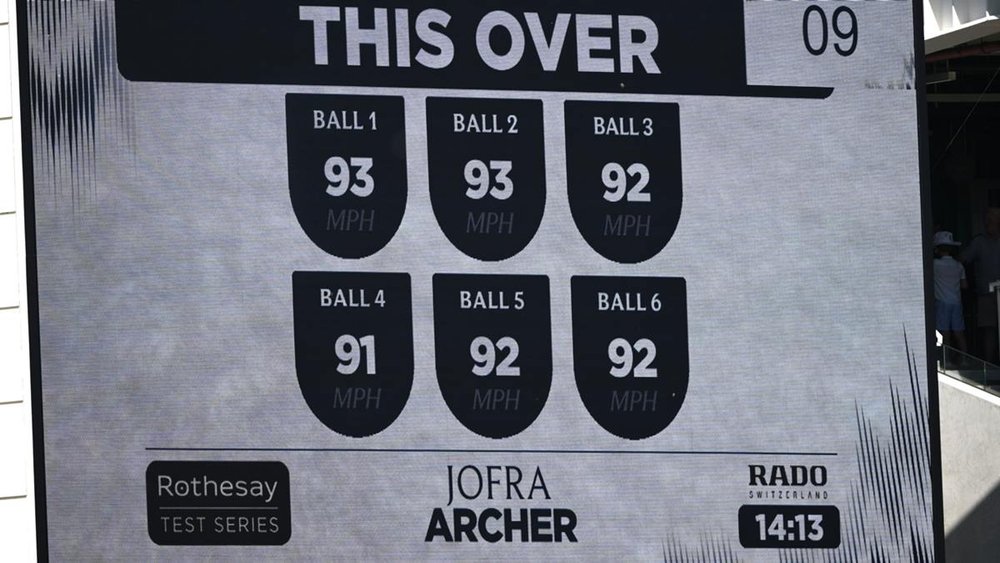 THIS OVER
09
BALL 1 BALL 2 BALL 3
93 93 92
MPH MPH MPH
BALL 4 BALL 5 BALL 6
91 92 92
MPH MPH MPH
Rothesay
TEST SERIES
JOFRA
ARCHER
RADO
SWITZERLAND
14:13